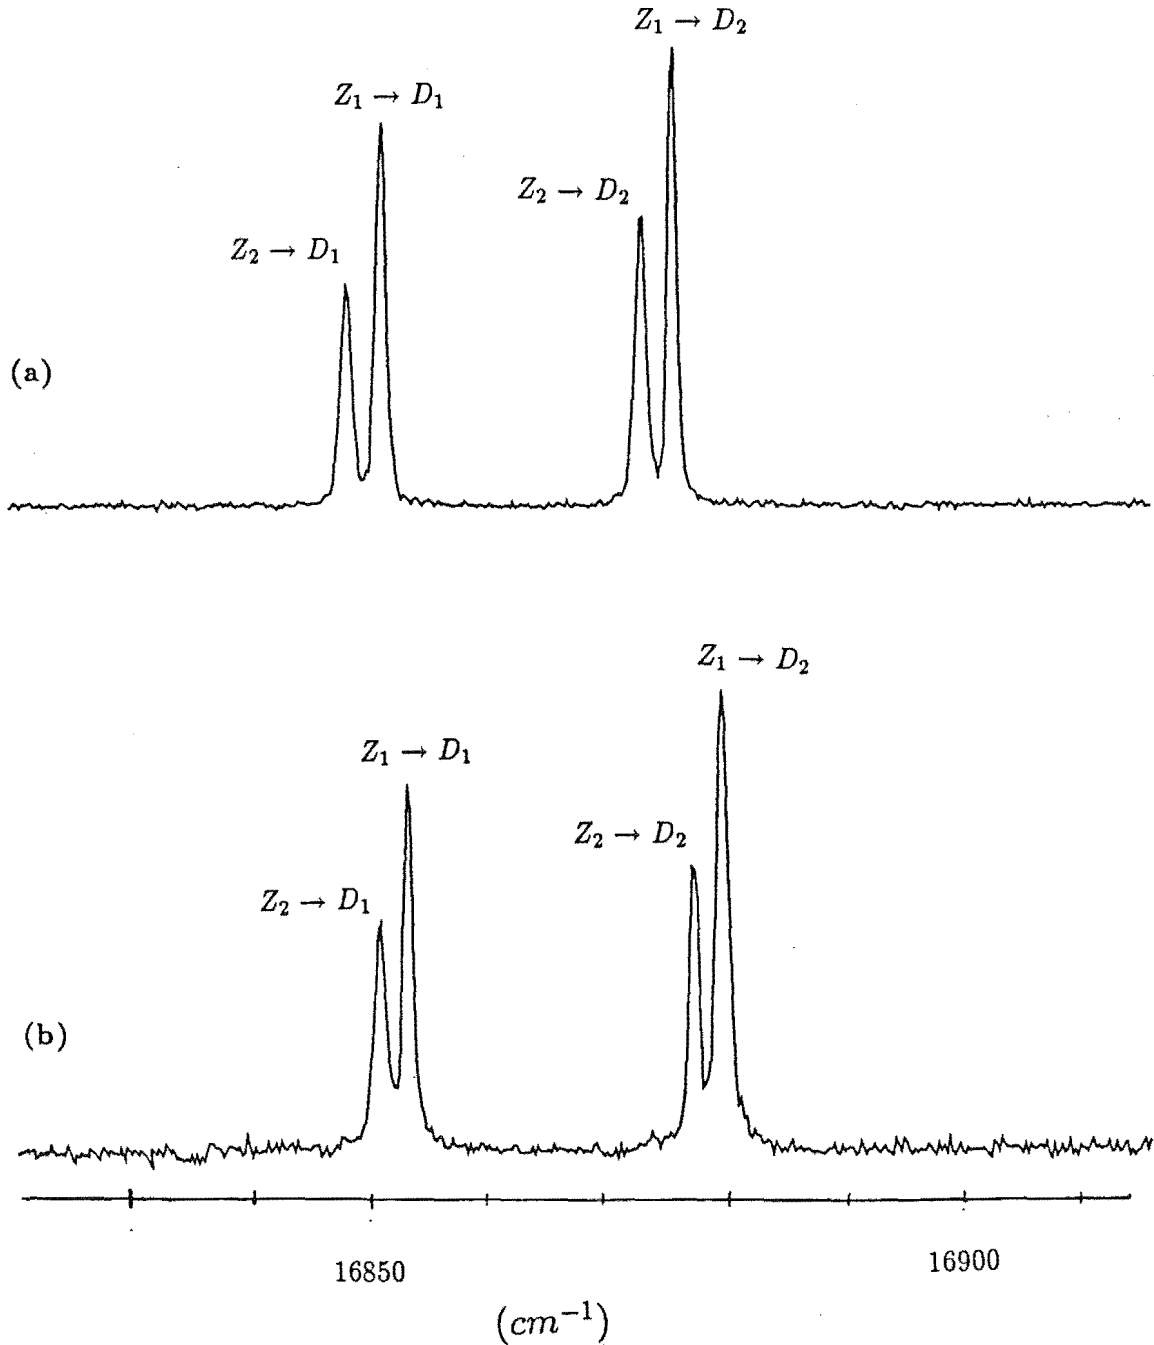 Z₁ → D₂
Z₁ → D₁
Z₂ → D₂
Z₂ → D₁
(a)
Z₁ → D₂
Z₁ → D₁
Z₂ → D₂
Z₂ → D₁
(b)
16850 16900
(cm⁻¹)